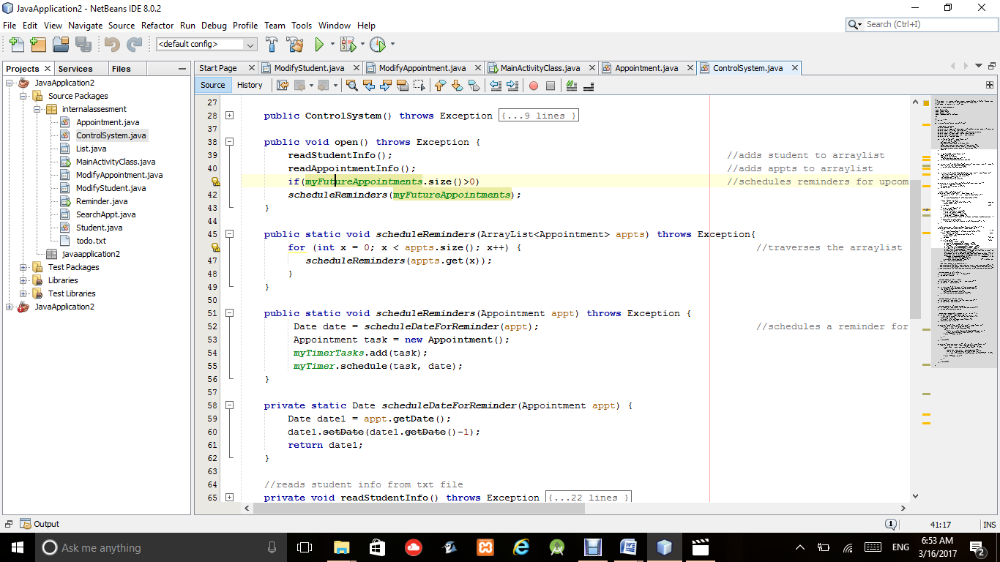 JavaApplication2 - NetBeans IDE 8.0.2
File Edit View Navigate Source Refactor Run Debug Profile Team Tools Window Help
Search (Ctrl+I)
<default config>
Projects Services Files
Start Page ModifyStudent.java ModifyAppointment.java MainActivityClass.java Appointment.java ControlSystem.java
Source History
JavaApplication2
Source Packages
internalassesment
Appointment.java
ControlSystem.java
List.java
MainActivityClass.java
ModifyAppointment.java
ModifyStudent.java
Reminder.java
SearchAppt.java
Student.java
todo.txt
javaapplication2
Test Packages
Libraries
Test Libraries
JavaApplication2
27
28 public ControlSystem() throws Exception {...9 lines }
37
38 public void open() throws Exception {
39 readStudentInfo(); //adds student to arraylist
40 readAppointmentInfo(); //adds appts to arraylist
if(myFutureAppointments.size()>0) //schedules reminders for upcom
42 scheduleReminders(myFutureAppointments);
43 }
44
45 public static void scheduleReminders(ArrayList<Appointment> appts) throws Exception{
for (int x = 0; x < appts.size(); x++) { //traverses the arraylist
47 scheduleReminders(appts.get(x));
48 }
49 }
50
51 public static void scheduleReminders(Appointment appt) throws Exception {
52 Date date = scheduleDateForReminder(appt); //schedules a reminder for
53 Appointment task = new Appointment();
54 myTimerTasks.add(task);
55 myTimer.schedule(task, date);
56 }
57
58 private static Date scheduleDateForReminder(Appointment appt) {
59 Date date1 = appt.getDate();
60 date1.setDate(date1.getDate()-1);
61 return date1;
62 }
63
64 //reads student info from txt file
65 private void readStudentInfo() throws Exception {...22 lines }
Output
1 41:17 INS
Ask me anything
ENG
6:53 AM
3/16/2017
2